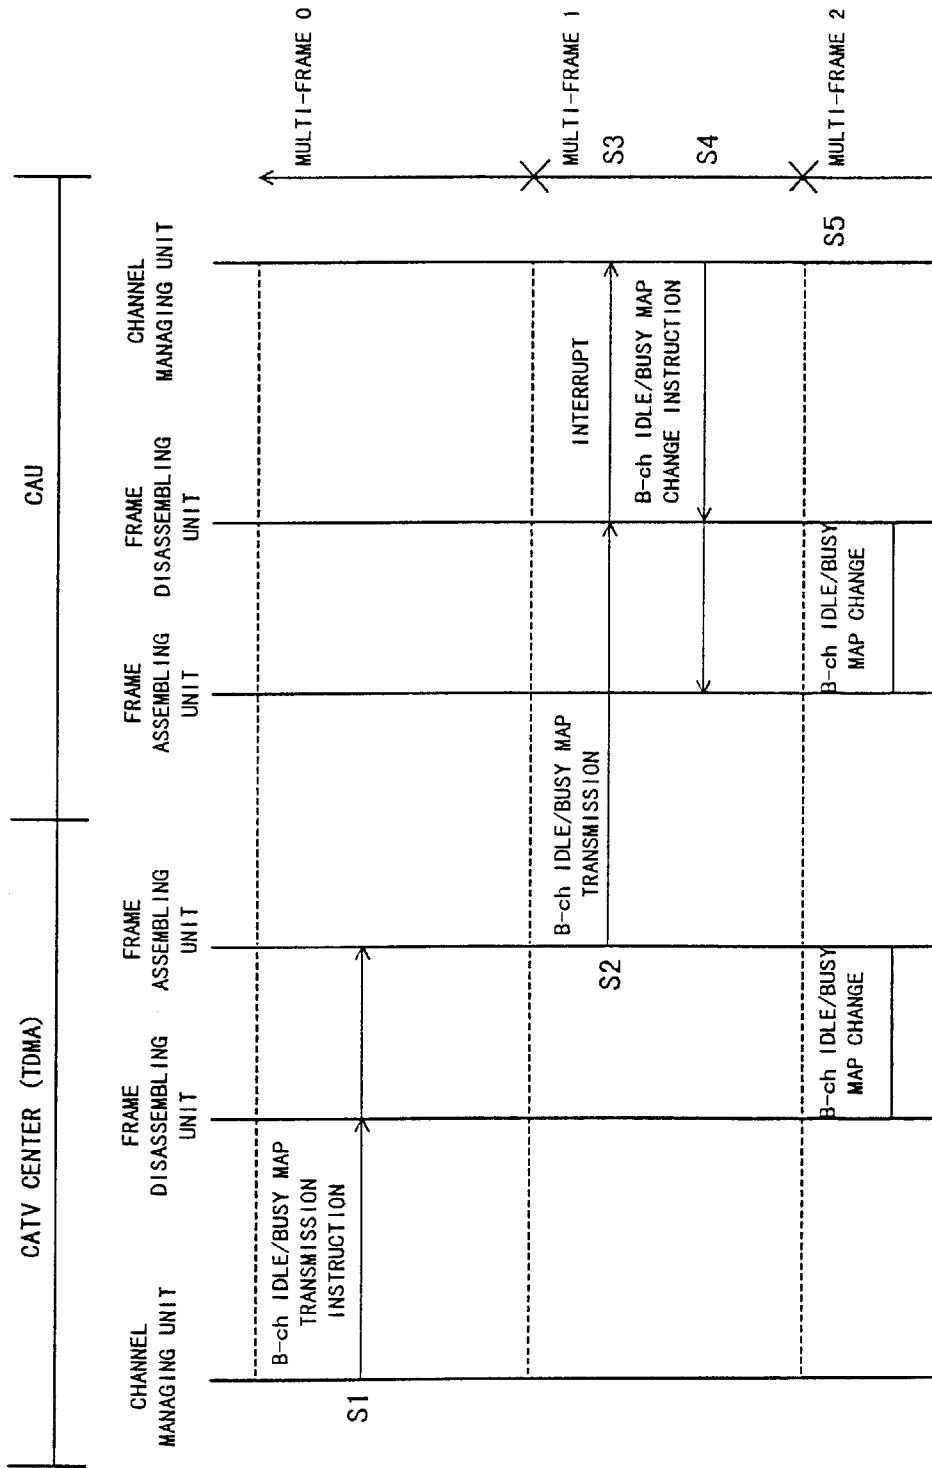 CATV CENTER (TDMA)
CAU
CHANNEL
MANAGING UNIT
FRAME
DISASSEMBLING
UNIT
FRAME
ASSEMBLING
UNIT
FRAME
ASSEMBLING
UNIT
FRAME
DISASSEMBLING
UNIT
CHANNEL
MANAGING UNIT
MULTI-FRAME 0
B-ch IDLE/BUSY MAP
TRANSMISSION
INSTRUCTION
S1
MULTI-FRAME 1
B-ch IDLE/BUSY MAP
TRANSMISSION
INTERRUPT
S2
S3
B-ch IDLE/BUSY MAP
CHANGE INSTRUCTION
S4
MULTI-FRAME 2
B-ch IDLE/BUSY
MAP CHANGE
B-ch IDLE/BUSY
MAP CHANGE
S5